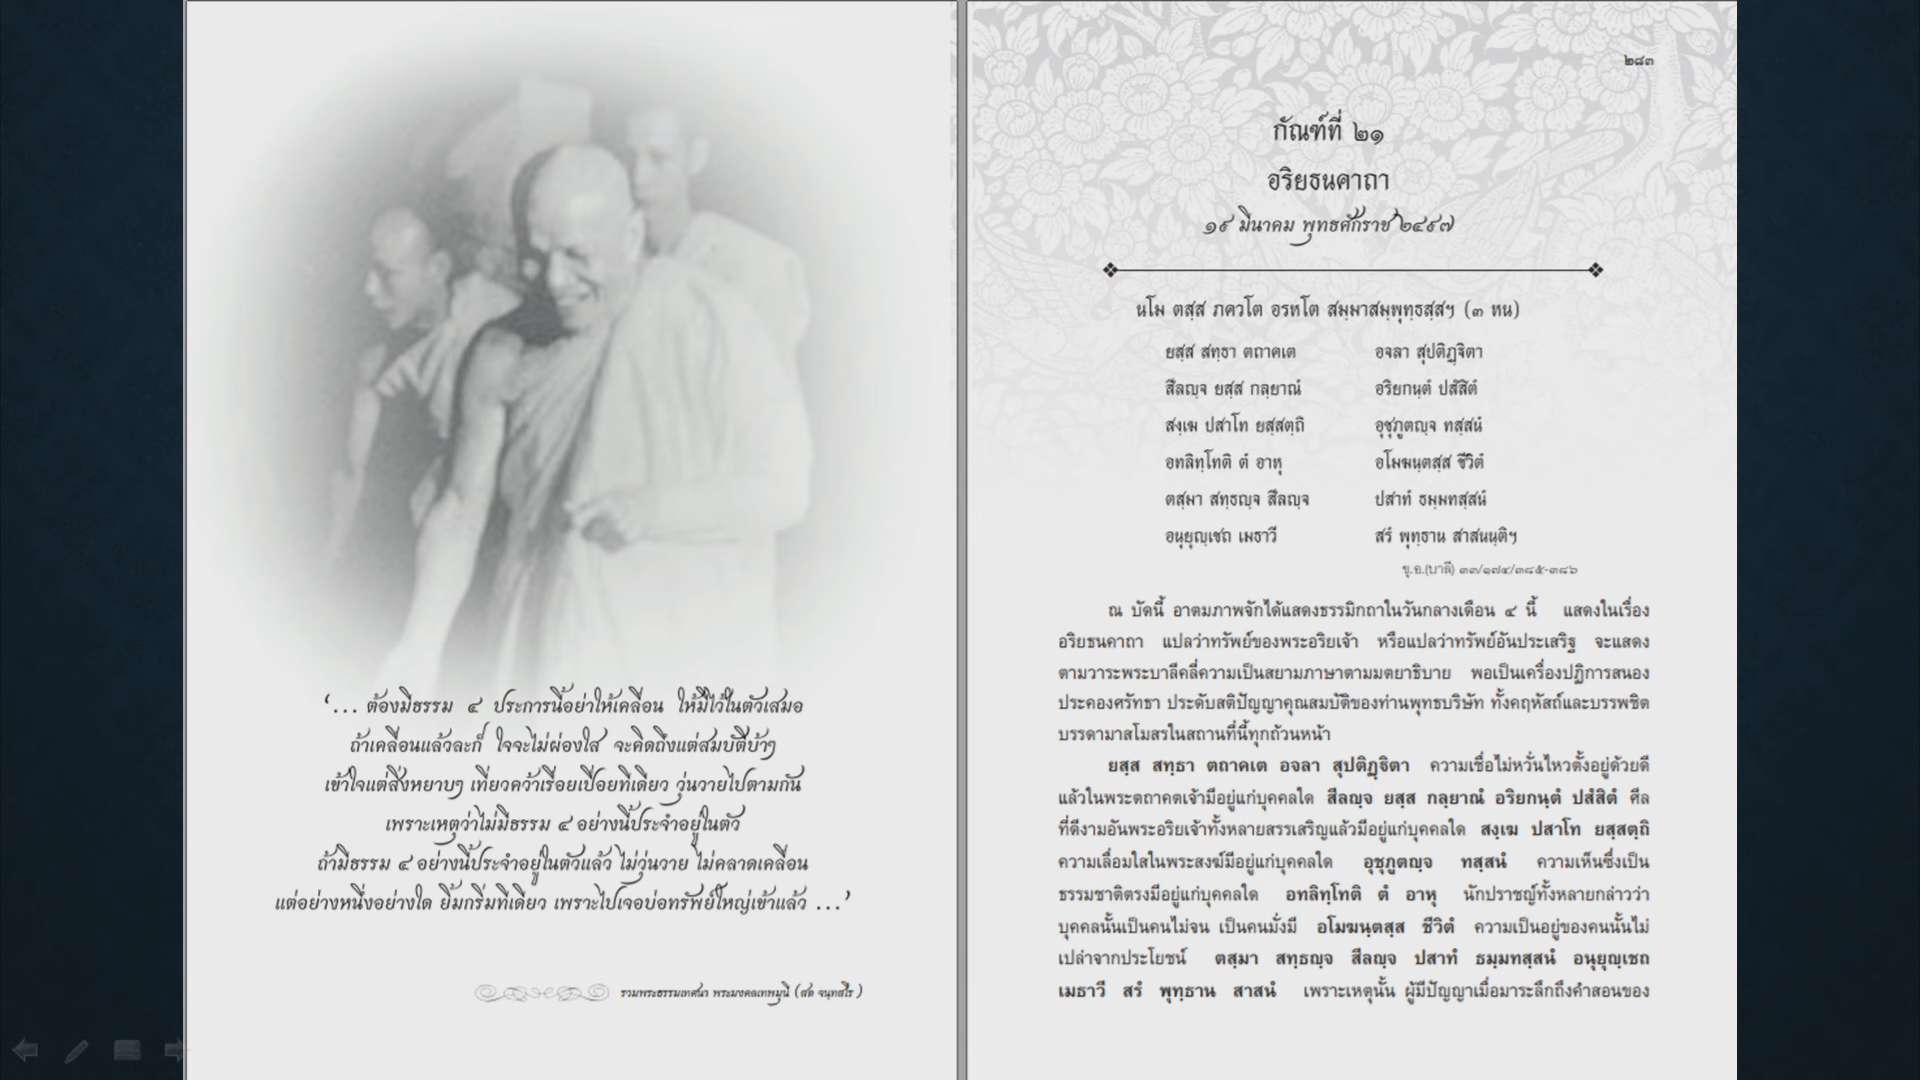 ‘... ต้องมีธรรม ๔ ประการนี้อย่าให้เคลื่อน ให้มีไว้ในตัวเสมอ
ถ้าเคลื่อนแล้วละก็ ใจจะไม่ผ่องใส จะคิดถึงแต่สมบัติบ้าๆ
เข้าใจแต่สิ่งหยาบๆ เที่ยวคว้าเรื่อยเปื่อยทีเดียว วุ่นวายไปตามกัน
เพราะเหตุว่าไม่มีธรรม ๔ อย่างนี้ประจำอยู่ในตัว
ถ้ามีธรรม ๔ อย่างนี้ประจำอยู่ในตัวแล้ว ไม่วุ่นวาย ไม่คลาดเคลื่อน
แต่อย่างหนึ่งอย่างใด ยิ้มกริ่มทีเดียว เพราะไปเจอบ่อทรัพย์ใหญ่เข้าแล้ว ...’
รวมพระธรรมเทศนา พระมงคลเทพมุนี (สด จนฺทสโร)
๒๘๓
กัณฑ์ที่ ๒๑
อริยธนคาถา
๑๙ มีนาคม พุทธศักราช ๒๔๙๗
นโม ตสฺส ภควโต อรหโต สมฺมาสมฺพุทฺธสฺสฯ (๓ หน)
ยสฺส สทฺธา ตถาคเต อจลา สุปติฏฺฐิตา
สีลญฺจ ยสฺส กลฺยาณํ อริยกนฺตํ ปสํสิตํ
สงฺเฆ ปสาโท ยสฺสตฺถิ อุชุภูตญฺจ ทสฺสนํ
อทลิทฺโทติ ตํ อาหุ อโมฆนฺตสฺส ชีวิตํ
ตสฺมา สทฺธญฺจ สีลญฺจ ปสาทํ ธมฺมทสฺสนํ
อนุยุญฺเชถ เมธาวี สรํ พุทฺธาน สาสนนฺติฯ
ขุ.อ.(บาลี) ๓๓/๑๗๔/๓๘๕-๓๘๖
ณ บัดนี้ อาตมภาพจักได้แสดงธรรมิกถาในวันกลางเดือน ๔ นี้ แสดงในเรื่อง
อริยธนคาถา แปลว่าทรัพย์ของพระอริยเจ้า หรือแปลว่าทรัพย์อันประเสริฐ จะแสดง
ตามวาระพระบาลีคลี่ความเป็นสยามภาษาตามมตยาธิบาย พอเป็นเครื่องปฏิการสนอง
ประคองศรัทธา ประดับสติปัญญาคุณสมบัติของท่านพุทธบริษัท ทั้งคฤหัสถ์และบรรพชิต
บรรดามาสโมสรในสถานที่นี้ทุกถ้วนหน้า
ยสฺส สทฺธา ตถาคเต อจลา สุปติฏฺฐิตา ความเชื่อไม่หวั่นไหวตั้งอยู่ด้วยดี
แล้วในพระตถาคตเจ้ามีอยู่แก่บุคคลใด สีลญฺจ ยสฺส กลฺยาณํ อริยกนฺตํ ปสํสิตํ ศีล
ที่ดีงามอันพระอริยเจ้าทั้งหลายสรรเสริญแล้วมีอยู่แก่บุคคลใด สงฺเฆ ปสาโท ยสฺสตฺถิ
ความเลื่อมใสในพระสงฆ์มีอยู่แก่บุคคลใด อุชุภูตญฺจ ทสฺสนํ ความเห็นซึ่งเป็น
ธรรมชาติตรงมีอยู่แก่บุคคลใด อทลิทฺโทติ ตํ อาหุ นักปราชญ์ทั้งหลายกล่าวว่า
บุคคลนั้นเป็นคนไม่จน เป็นคนมั่งมี อโมฆนฺตสฺส ชีวิตํ ความเป็นอยู่ของคนนั้นไม่
เปล่าจากประโยชน์ ตสฺมา สทฺธญฺจ สีลญฺจ ปสาทํ ธมฺมทสฺสนํ อนุยุญฺเชถ
เมธาวี สรํ พุทฺธาน สาสนํ เพราะเหตุนั้น ผู้มีปัญญาเมื่อมาระลึกถึงคำสอนของ